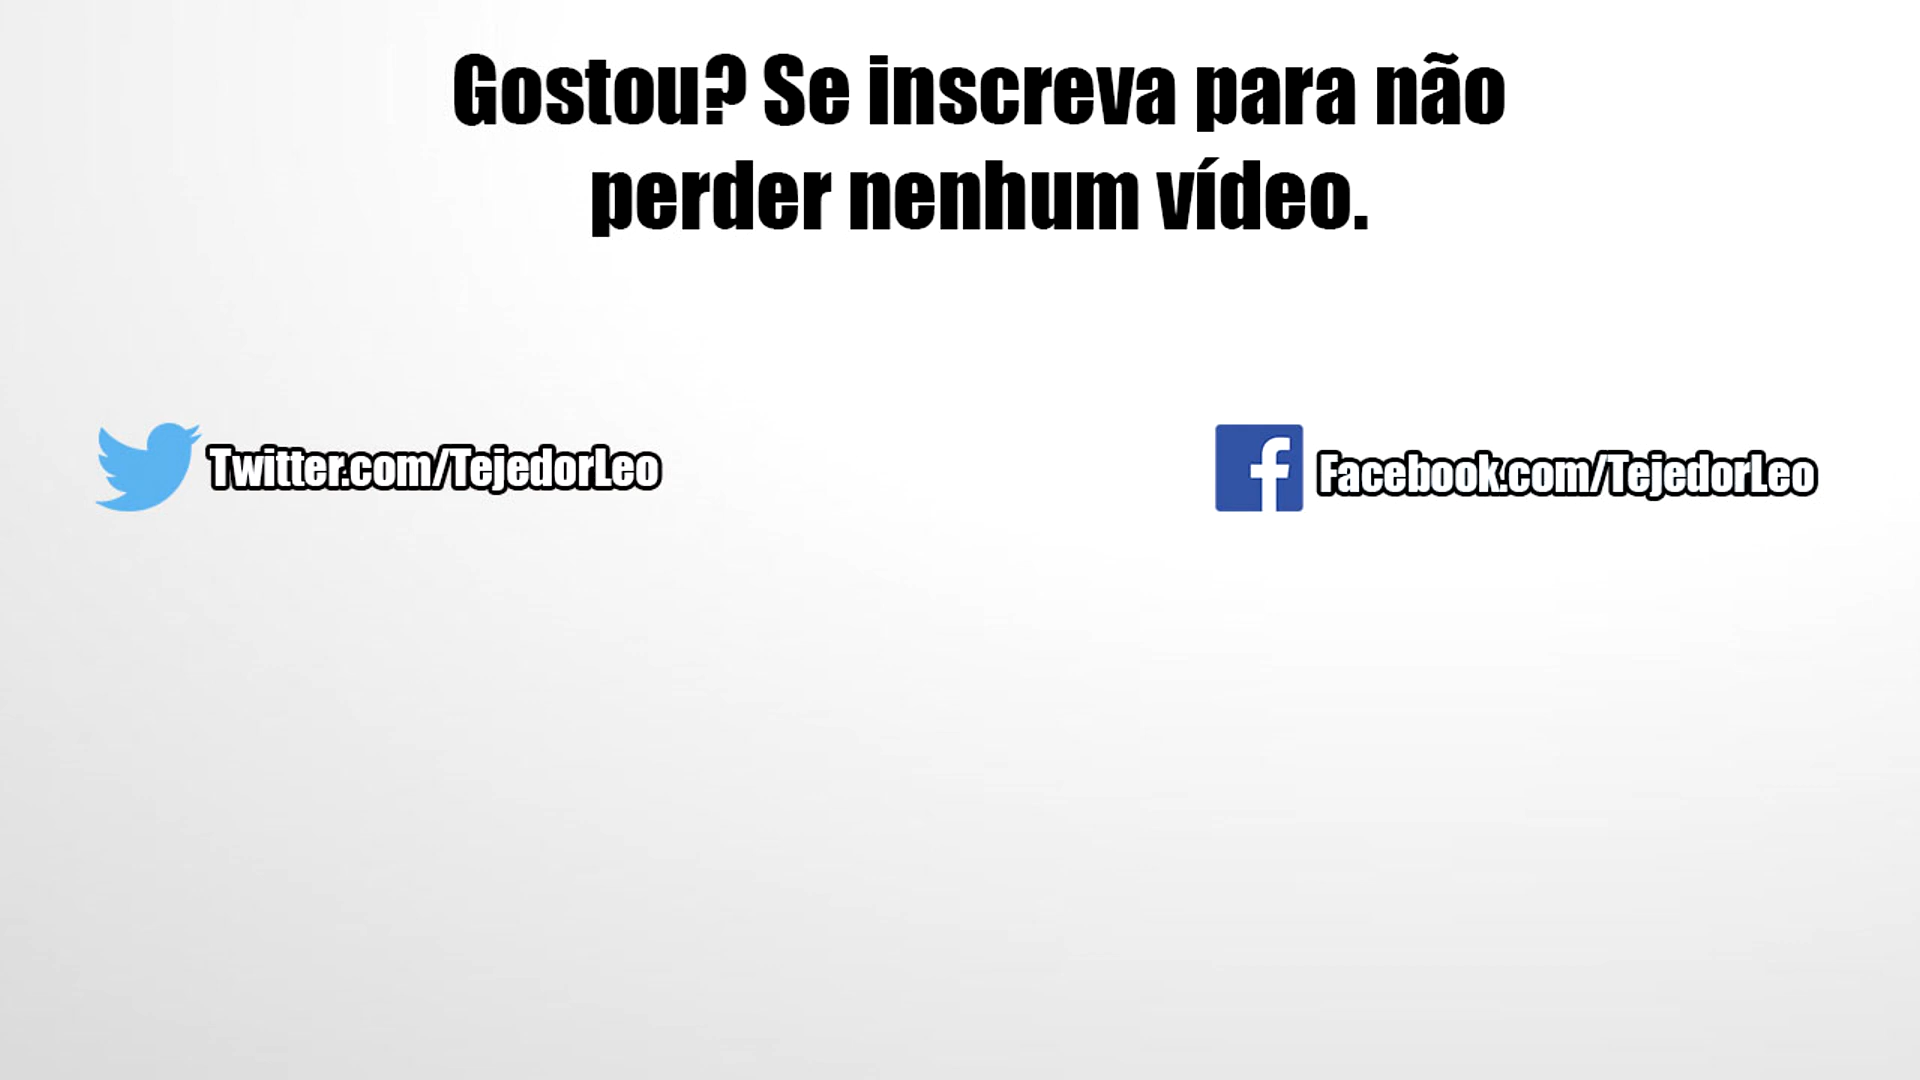 Gostou? Se inscreva para não
perder nenhum vídeo.
Twitter.com/TejedorLeo
Facebook.com/TejedorLeo